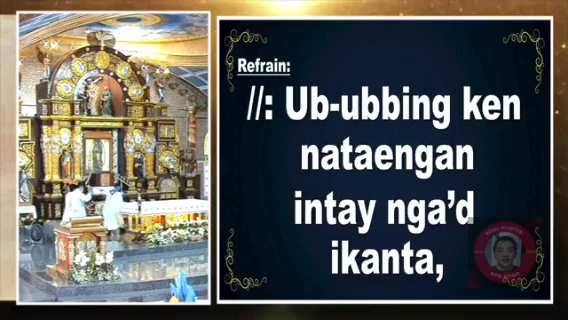 Refrain:
//: Ub-ubbing ken
nataengan
intay nga'd
ikanta,